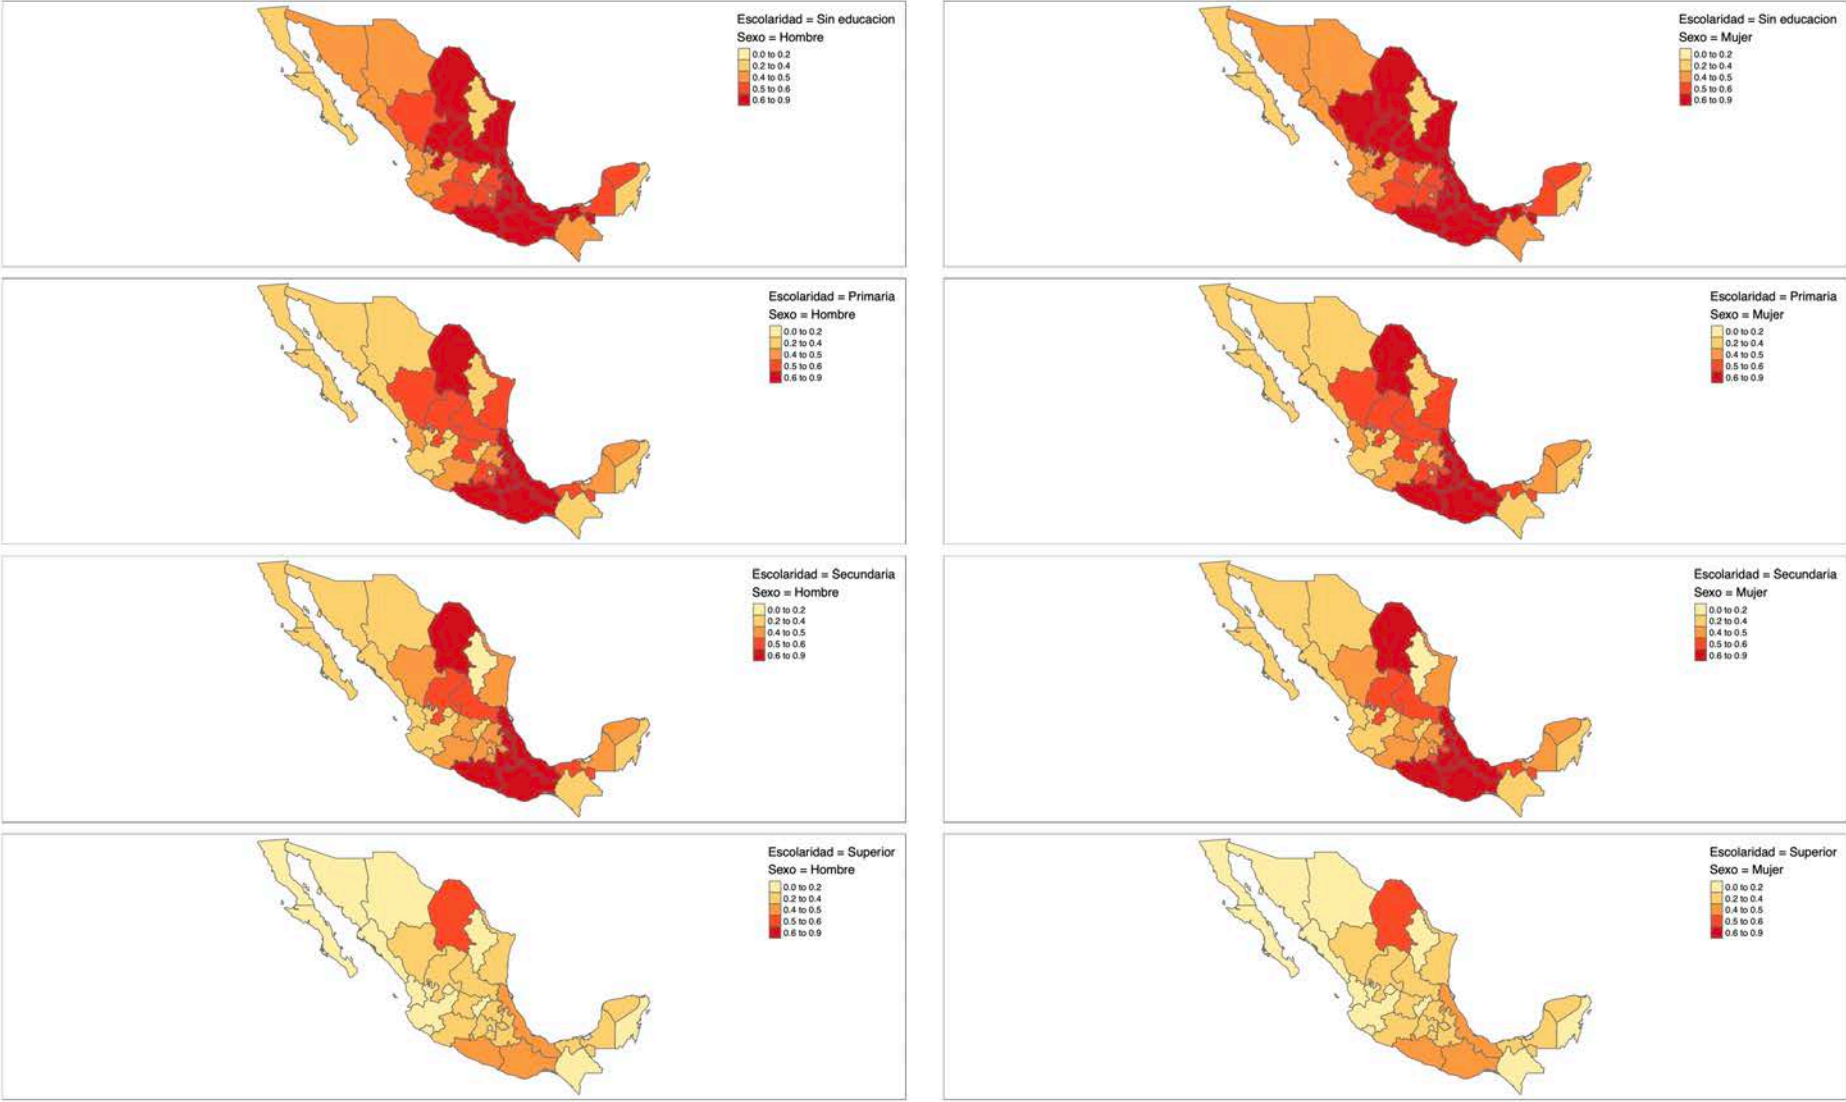 Escolaridad = Sin educacion
Sexo = Hombre
0.0 to 0.2
0.2 to 0.4
0.4 to 0.5
0.5 to 0.6
0.6 to 0.9
Escolaridad = Sin educacion
Sexo = Mujer
0.0 to 0.2
0.2 to 0.4
0.4 to 0.5
0.5 to 0.6
0.6 to 0.9
Escolaridad = Primaria
Sexo = Hombre
0.0 to 0.2
0.2 to 0.4
0.4 to 0.5
0.5 to 0.6
0.6 to 0.9
Escolaridad = Primaria
Sexo = Mujer
0.0 to 0.2
0.2 to 0.4
0.4 to 0.5
0.5 to 0.6
0.6 to 0.9
Escolaridad = Secundaria
Sexo = Hombre
0.0 to 0.2
0.2 to 0.4
0.4 to 0.5
0.5 to 0.6
0.6 to 0.9
Escolaridad = Secundaria
Sexo = Mujer
0.0 to 0.2
0.2 to 0.4
0.4 to 0.5
0.5 to 0.6
0.6 to 0.9
Escolaridad = Superior
Sexo = Hombre
0.0 to 0.2
0.2 to 0.4
0.4 to 0.5
0.5 to 0.6
0.6 to 0.9
Escolaridad = Superior
Sexo = Mujer
0.0 to 0.2
0.2 to 0.4
0.4 to 0.5
0.5 to 0.6
0.6 to 0.9